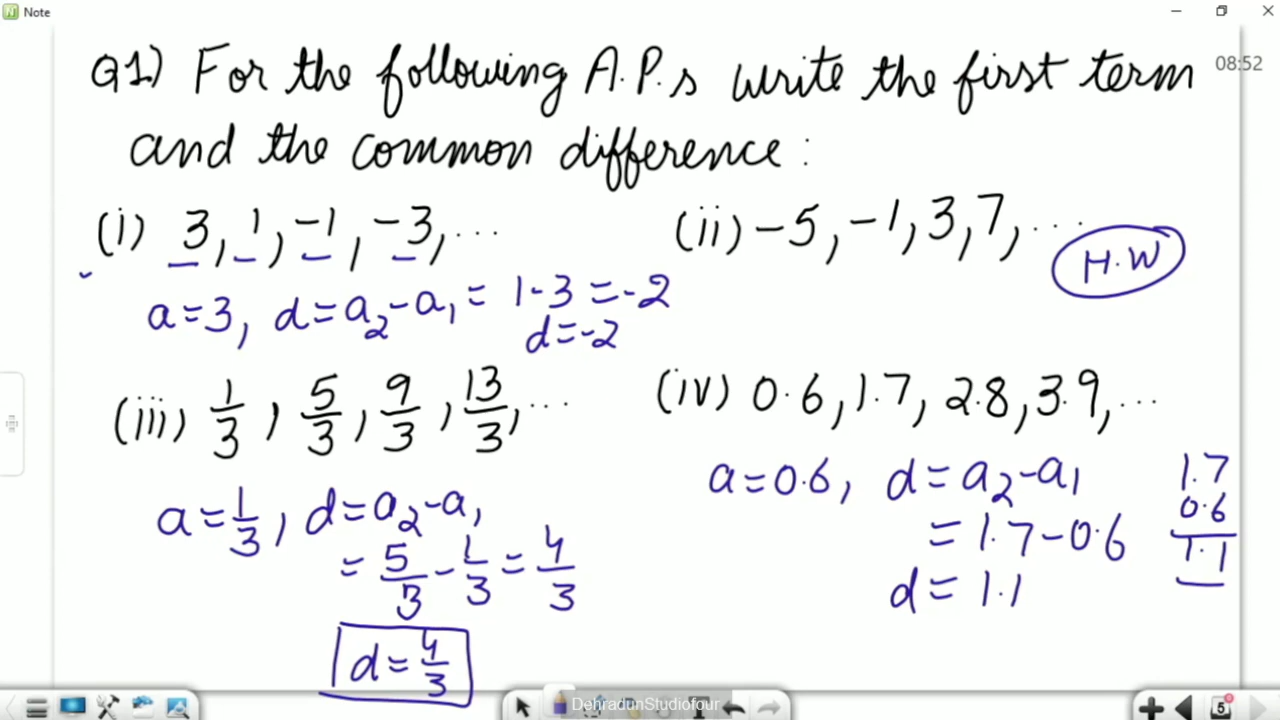 Note
08:52
Q1.) For the following A.P.s write the first term
and the common difference :
(i) 3, 1, -1, -3, ...
(ii) -5, -1, 3, 7, ...
H.W
a = 3, d = a₂ - a₁ = 1 - 3 = -2
d = -2
(iii) 1/3, 5/3, 9/3, 13/3, ...
(iv) 0.6, 1.7, 2.8, 3.9, ...
a = 1/3, d = a₂ - a₁
= 5/3 - 1/3 = 4/3
d = 4/3
a = 0.6, d = a₂ - a₁
= 1.7 - 0.6
d = 1.1
1.7
0.6
1.1
DehradunStudiofour
5
0